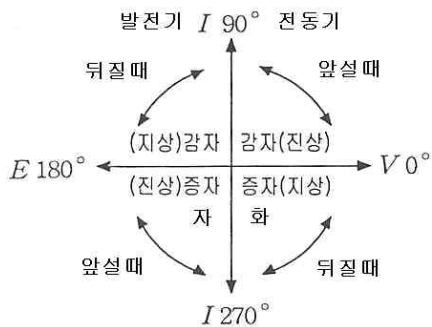 발전기 I 90° 전동기
뒤질때 앞설때
(지상)감자 감자(진상)
E 180° V 0°
(진상)증자 증자(지상)
자 화
앞설때 뒤질때
I 270°